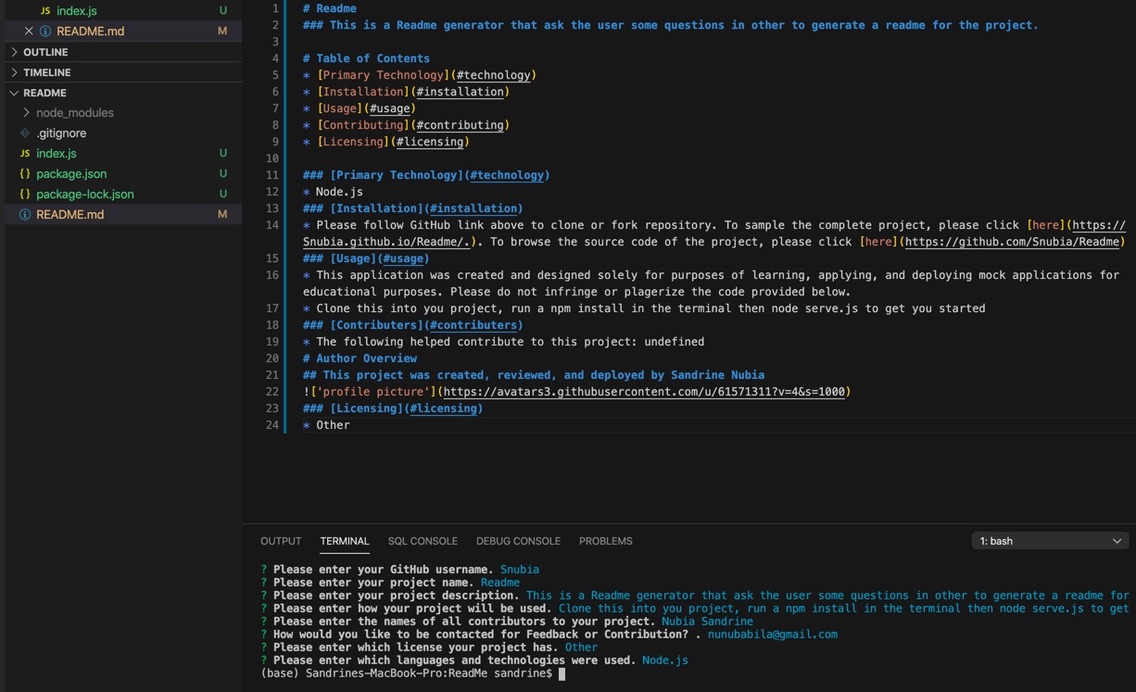 JS index.js U
README.md M
OUTLINE
TIMELINE
README
node_modules
.gitignore
JS index.js U
{} package.json U
{} package-lock.json U
README.md M
1 # Readme
2 ### This is a Readme generator that ask the user some questions in other to generate a readme for the project.
3
4 # Table of Contents
5 * [Primary Technology](#technology)
6 * [Installation](#installation)
7 * [Usage](#usage)
8 * [Contributing](#contributing)
9 * [Licensing](#licensing)
10
11 ### [Primary Technology](#technology)
12 * Node.js
13 ### [Installation](#installation)
14 * Please follow GitHub link above to clone or fork repository. To sample the complete project, please click [here](https://
Snubia.github.io/Readme/.). To browse the source code of the project, please click [here](https://github.com/Snubia/Readme)
15 ### [Usage](#usage)
16 * This application was created and designed solely for purposes of learning, applying, and deploying mock applications for
educational purposes. Please do not infringe or plagerize the code provided below.
17 * Clone this into you project, run a npm install in the terminal then node serve.js to get you started
18 ### [Contributers](#contributers)
19 * The following helped contribute to this project: undefined
20 # Author Overview
21 ## This project was created, reviewed, and deployed by Sandrine Nubia
22 !['profile picture'](https://avatars3.githubusercontent.com/u/61571311?v=4&s=1000)
23 ### [Licensing](#licensing)
24 * Other
OUTPUT TERMINAL SQL CONSOLE DEBUG CONSOLE PROBLEMS 1: bash
? Please enter your GitHub username. Snubia
? Please enter your project name. Readme
? Please enter your project description. This is a Readme generator that ask the user some questions in other to generate a readme for
? Please enter how your project will be used. Clone this into you project, run a npm install in the terminal then node serve.js to get
? Please enter the names of all contributors to your project. Nubia Sandrine
? How would you like to be contacted for Feedback or Contribution? . nunubabila@gmail.com
? Please enter which license your project has. Other
? Please enter which languages and technologies were used. Node.js
(base) Sandrines-MacBook-Pro:ReadMe sandrine$